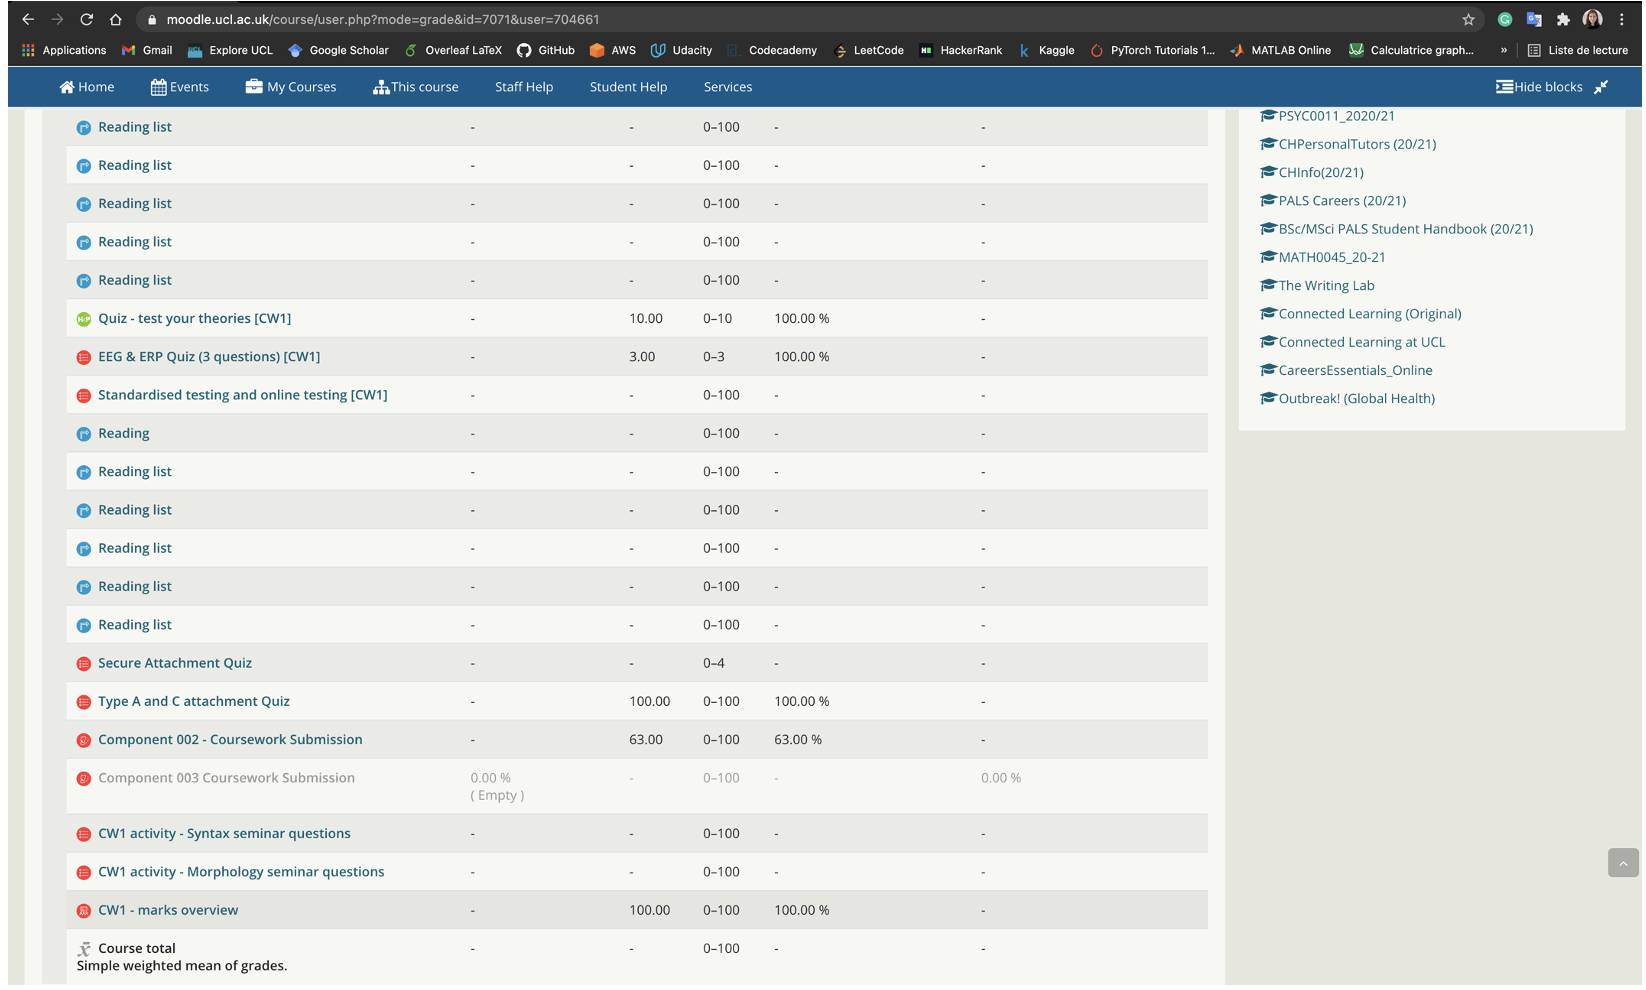 moodle.ucl.ac.uk/course/user.php?mode=grade&id=7071&user=704661
Applications Gmail Explore UCL Google Scholar Overleaf LaTeX GitHub AWS Udacity Codecademy LeetCode HackerRank Kaggle PyTorch Tutorials 1... MATLAB Online Calculatrice graph... » Liste de lecture
Home Events My Courses This course Staff Help Student Help Services Hide blocks
Reading list - - 0–100 - -
Reading list - - 0–100 - -
Reading list - - 0–100 - -
Reading list - - 0–100 - -
Reading list - - 0–100 - -
Quiz - test your theories [CW1] - 10.00 0–10 100.00 % -
EEG & ERP Quiz (3 questions) [CW1] - 3.00 0–3 100.00 % -
Standardised testing and online testing [CW1] - - 0–100 - -
Reading - - 0–100 - -
Reading list - - 0–100 - -
Reading list - - 0–100 - -
Reading list - - 0–100 - -
Reading list - - 0–100 - -
Reading list - - 0–100 - -
Secure Attachment Quiz - - 0–4 - -
Type A and C attachment Quiz - 100.00 0–100 100.00 % -
Component 002 - Coursework Submission - 63.00 0–100 63.00 % -
Component 003 Coursework Submission 0.00 % - 0–100 - 0.00 %
( Empty )
CW1 activity - Syntax seminar questions - - 0–100 - -
CW1 activity - Morphology seminar questions - - 0–100 - -
CW1 - marks overview - 100.00 0–100 100.00 % -
Course total - - 0–100 - -
Simple weighted mean of grades.
PSYC0011_2020/21
CHPersonalTutors (20/21)
CHInfo(20/21)
PALS Careers (20/21)
BSc/MSci PALS Student Handbook (20/21)
MATH0045_20-21
The Writing Lab
Connected Learning (Original)
Connected Learning at UCL
CareersEssentials_Online
Outbreak! (Global Health)